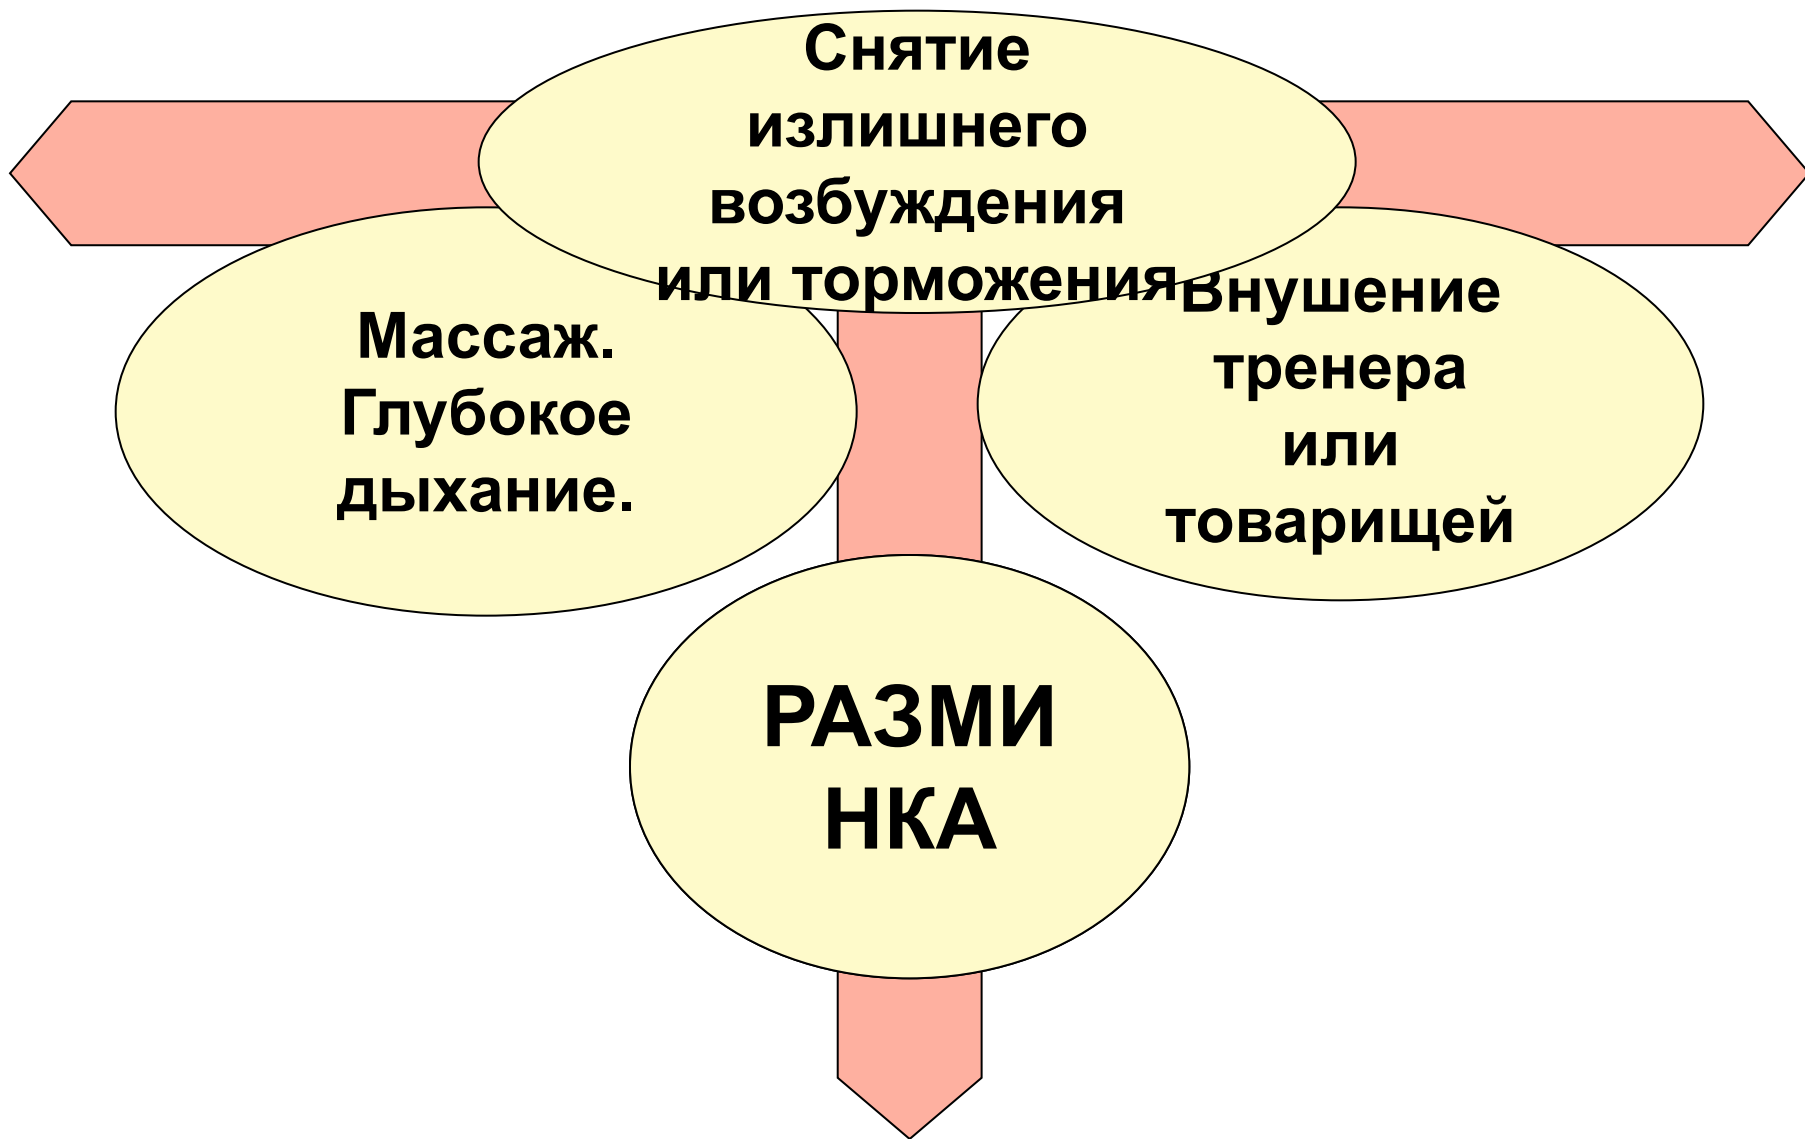 Снятие
излишнего
возбуждения
или торможения
Массаж.
Глубокое
дыхание.
Внушение
тренера
или
товарищей
РАЗМИ
НКА